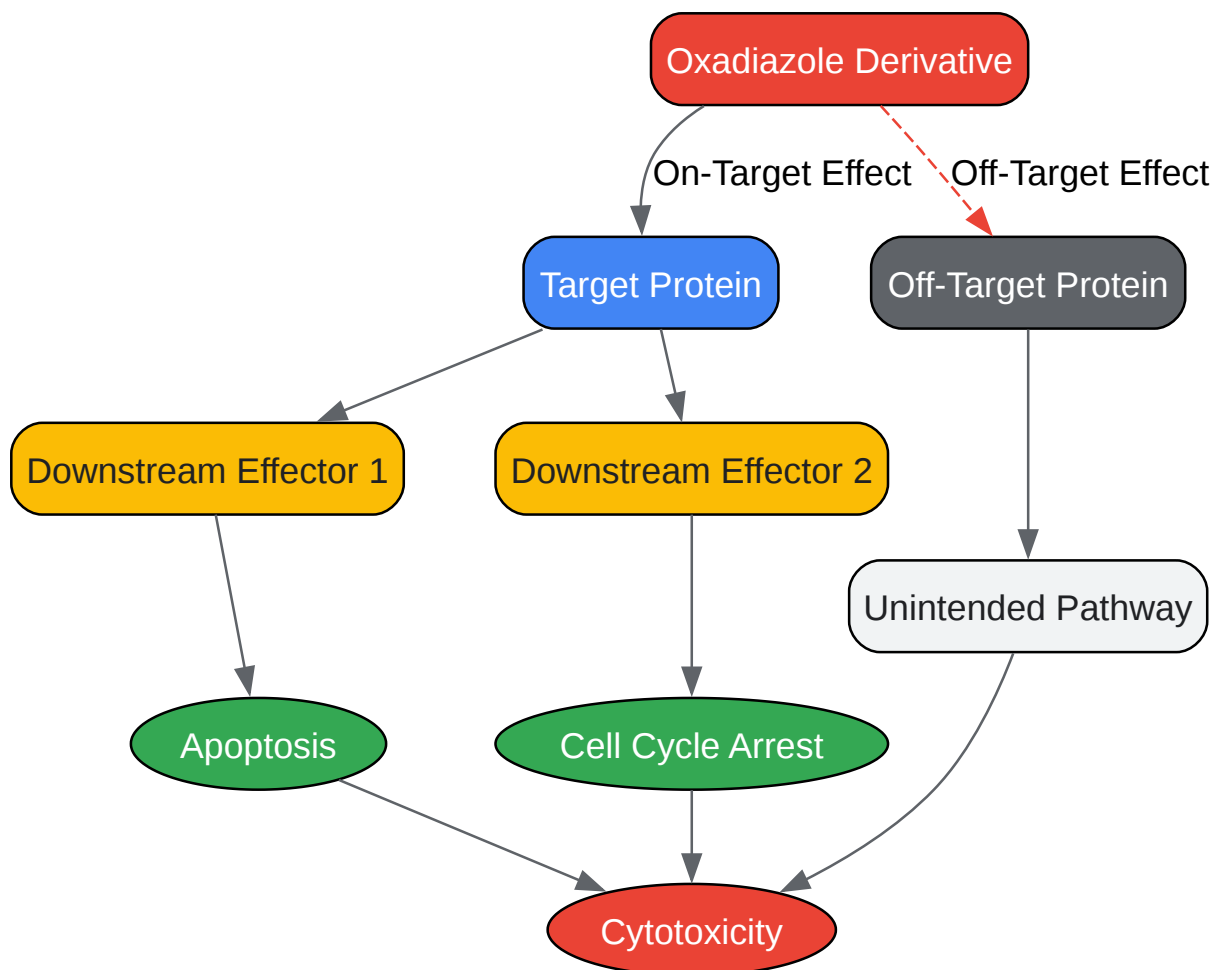 Oxadiazole Derivative
On-Target Effect
Off-Target Effect
Target Protein
Off-Target Protein
Downstream Effector 1
Downstream Effector 2
Unintended Pathway
Apoptosis
Cell Cycle Arrest
Cytotoxicity